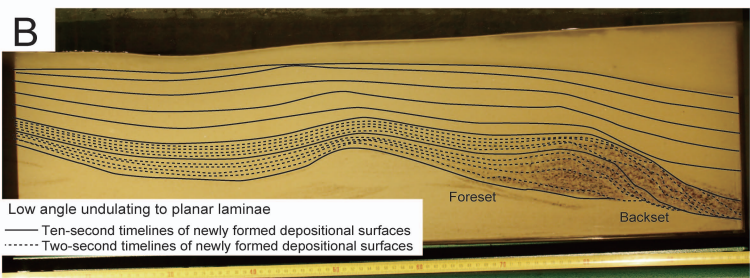 B
Foreset
Backset
Low angle undulating to planar laminae
Ten-second timelines of newly formed depositional surfaces
Two-second timelines of newly formed depositional surfaces